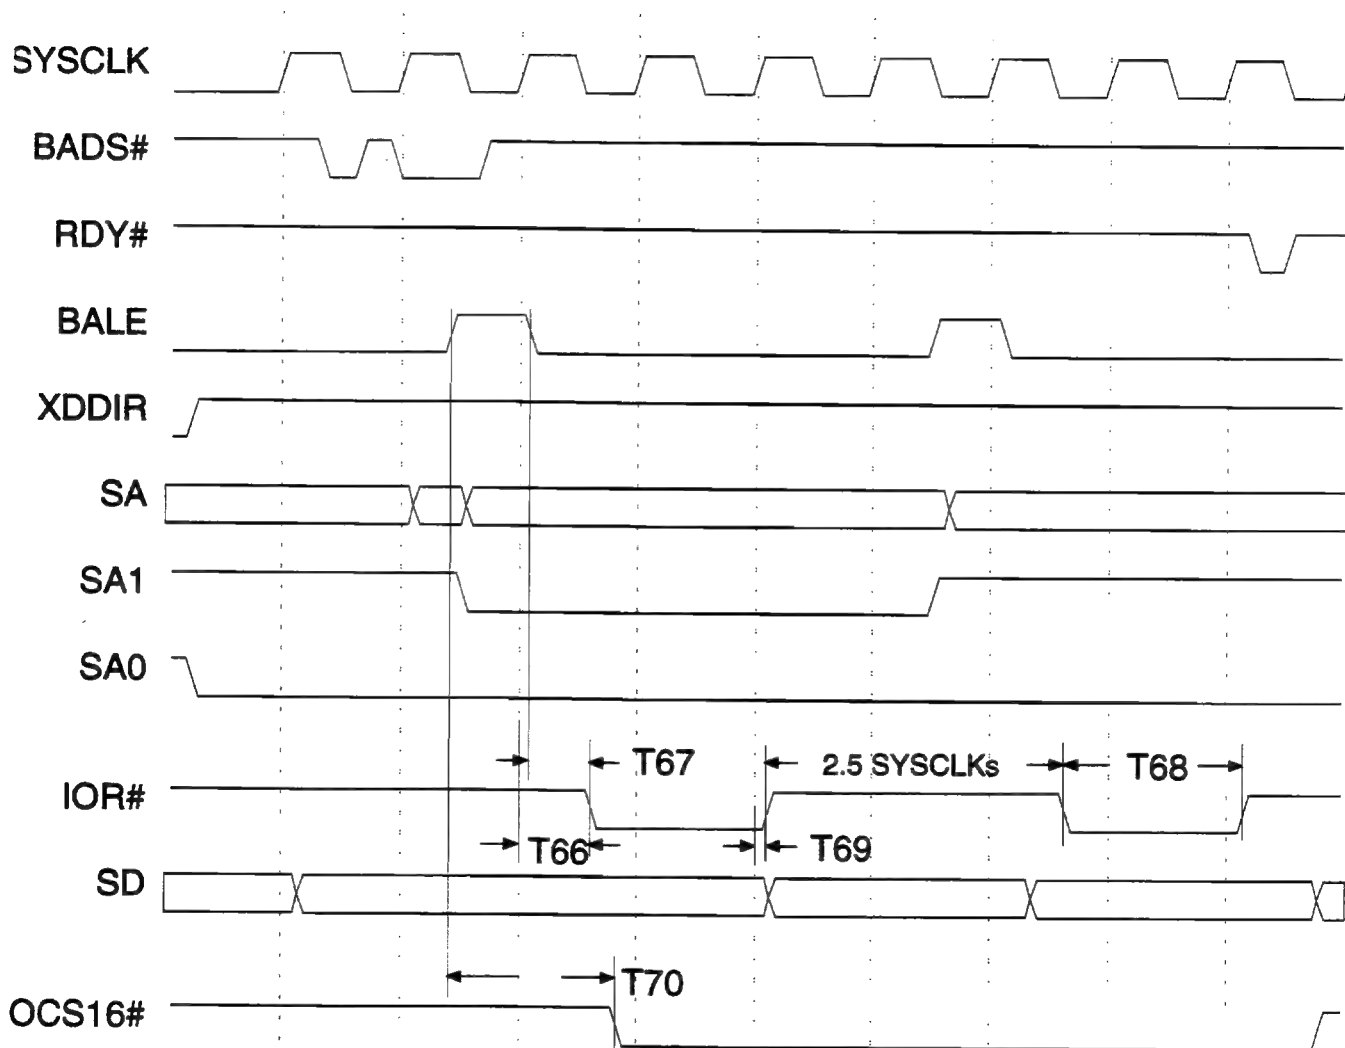 SYSCLK
BADS#
RDY#
BALE
XDDIR
SA
SA1
SA0
T67
2.5 SYSCLKs
T68
IOR#
T66
T69
SD
T70
OCS16#